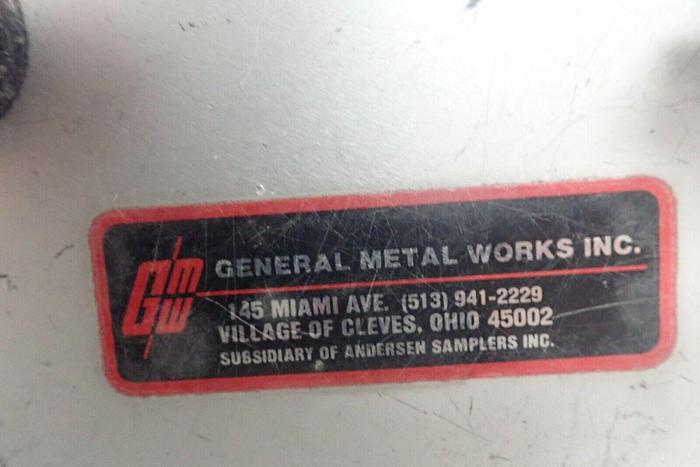 GMW
GENERAL METAL WORKS INC.
145 MIAMI AVE. (513) 941-2229
VILLAGE OF CLEVES, OHIO 45002
SUBSIDIARY OF ANDERSEN SAMPLERS INC.